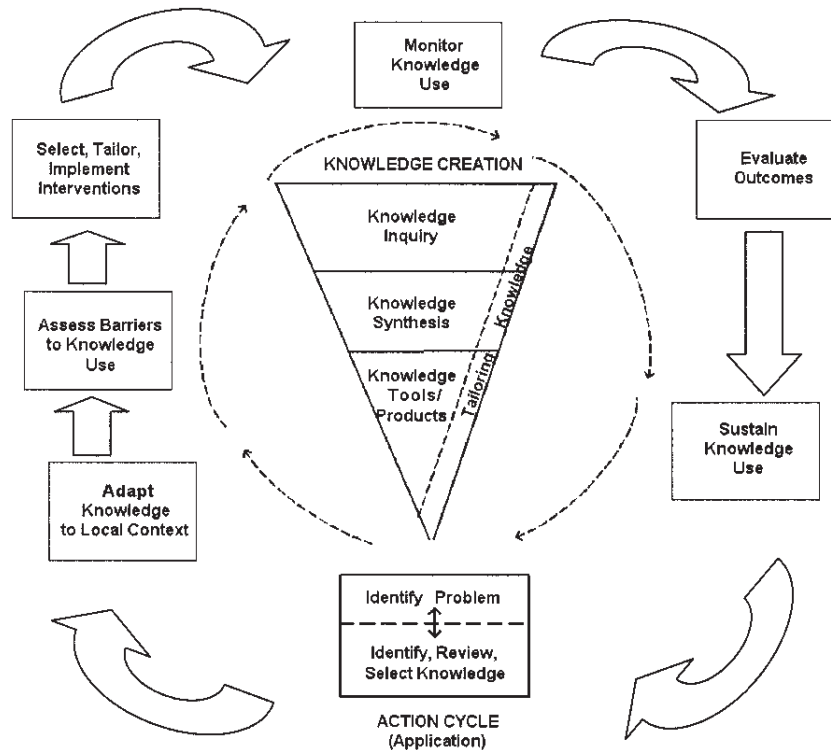 Monitor
Knowledge
Use
Select, Tailor,
Implement
Interventions
Evaluate
Outcomes
KNOWLEDGE CREATION
Knowledge
Inquiry
Knowledge
Synthesis
Knowledge
Tools/
Products
Tailoring Knowledge
Assess Barriers
to Knowledge
Use
Sustain
Knowledge
Use
Adapt
Knowledge
to Local Context
Identify Problem
Identify, Review,
Select Knowledge
ACTION CYCLE
(Application)